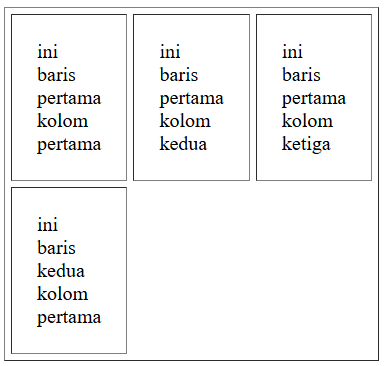 ini
baris
pertama
kolom
pertama
ini
baris
pertama
kolom
kedua
ini
baris
pertama
kolom
ketiga
ini
baris
kedua
kolom
pertama